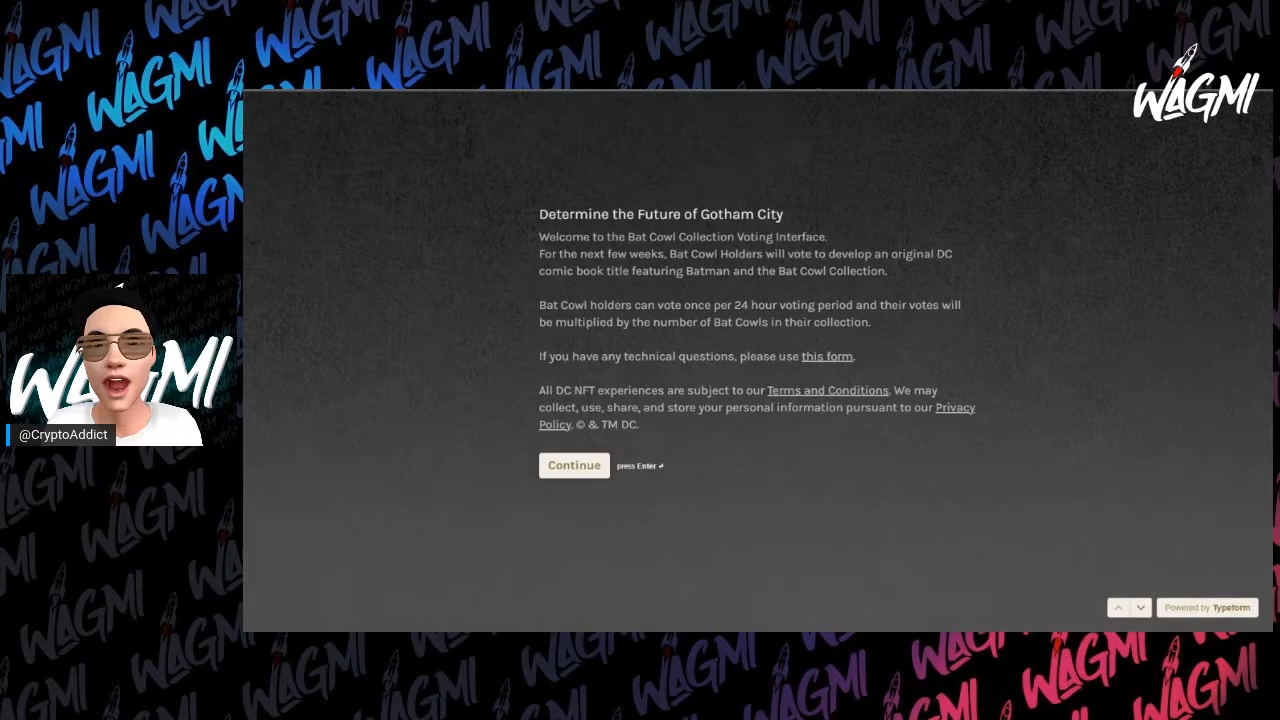 WAGMI
Determine the Future of Gotham City
Welcome to the Bat Cowl Collection Voting Interface.
For the next few weeks, Bat Cowl Holders will vote to develop an original DC
comic book title featuring Batman and the Bat Cowl Collection.
Bat Cowl holders can vote once per 24 hour voting period and their votes will
be multiplied by the number of Bat Cowls in their collection.
If you have any technical questions, please use this form.
All DC NFT experiences are subject to our Terms and Conditions. We may
collect, use, share, and store your personal information pursuant to our Privacy
Policy. © & TM DC.
Continue press Enter ↵
@CryptoAddict
Powered by Typeform